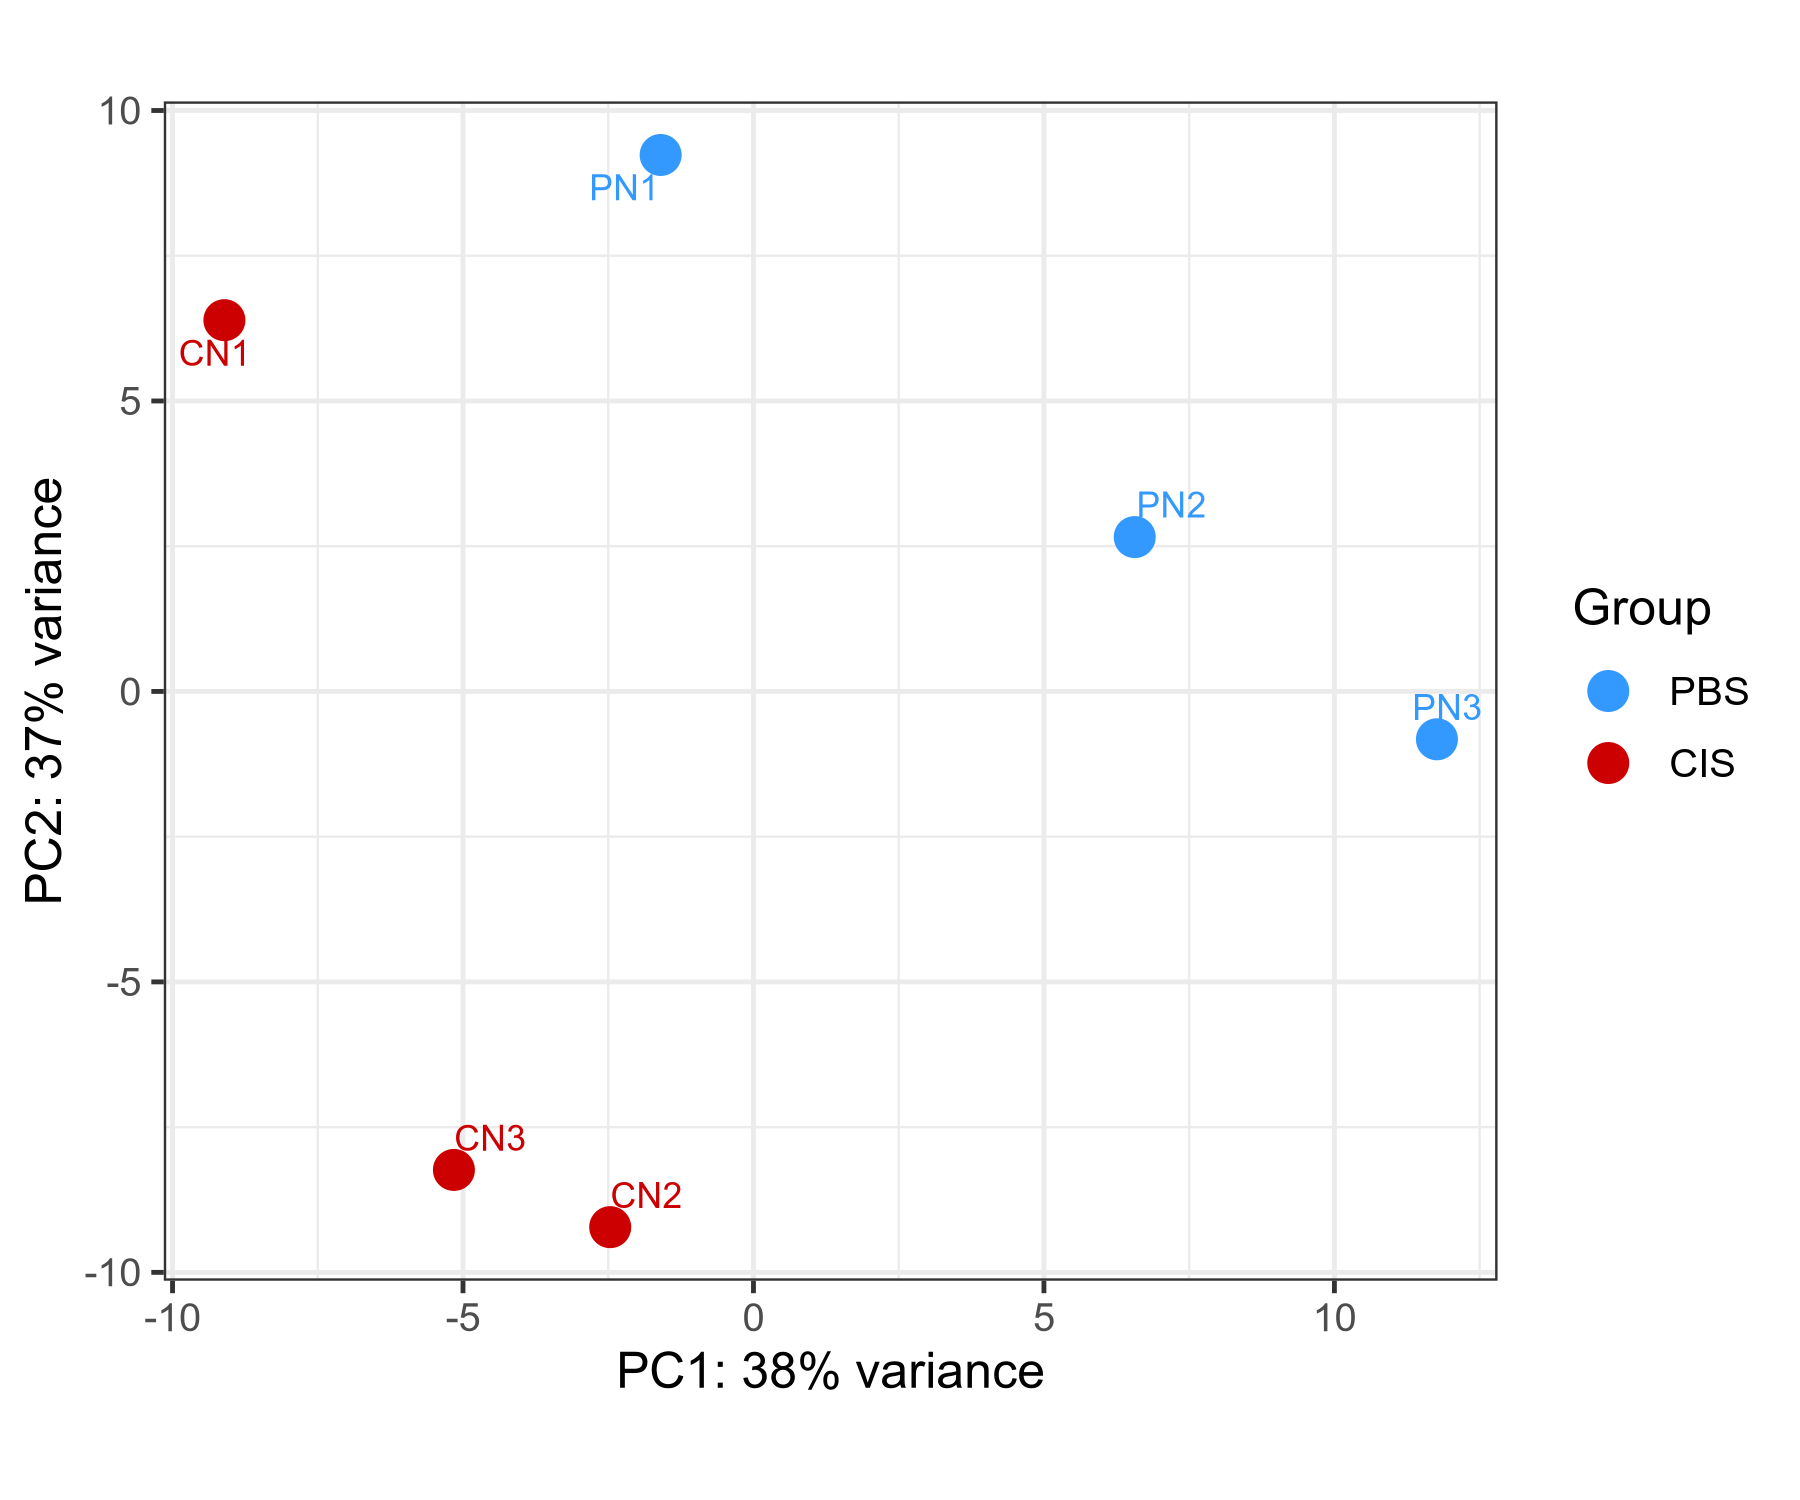 10
5
0
-5
-10
PC2: 37% variance
PN1
CN1
PN2
PN3
CN3
CN2
-10
-5
0
5
10
PC1: 38% variance
Group
PBS
CIS